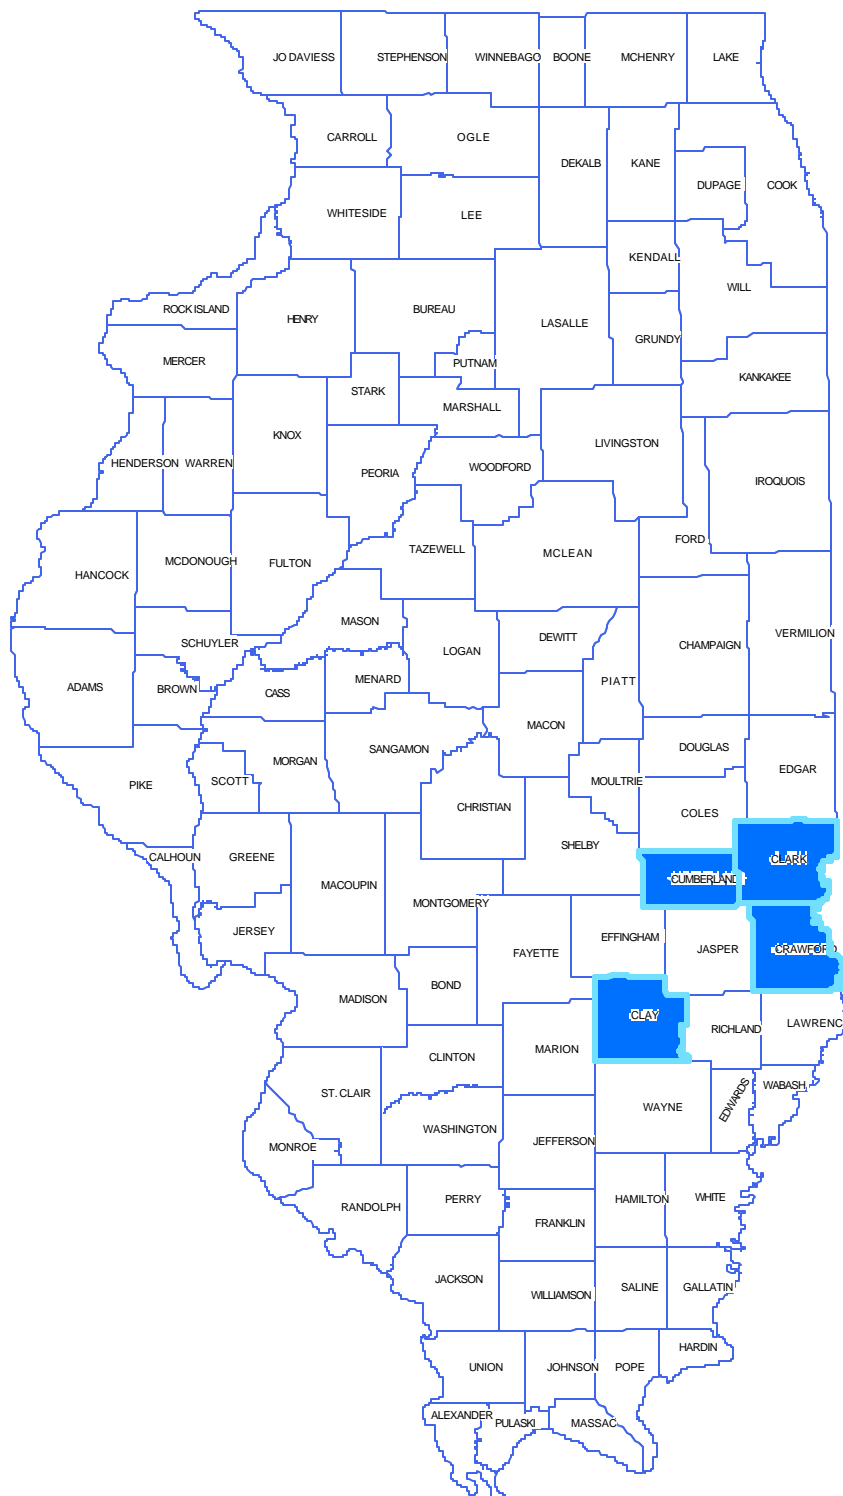 JO DAVIESS
STEPHENSON
WINNEBAGO
BOONE
MCHENRY
LAKE
CARROLL
OGLE
DEKALB
KANE
DUPAGE
COOK
WHITESIDE
LEE
KENDALL
WILL
ROCK ISLAND
HENRY
BUREAU
LASALLE
GRUNDY
MERCER
PUTNAM
KANKAKEE
STARK
MARSHALL
KNOX
LIVINGSTON
HENDERSON
WARREN
PEORIA
WOODFORD
IROQUOIS
FORD
TAZEWELL
MCLEAN
MCDONOUGH
FULTON
HANCOCK
MASON
SCHUYLER
LOGAN
DEWITT
CHAMPAIGN
VERMILION
ADAMS
BROWN
CASS
MENARD
PIATT
MACON
SANGAMON
DOUGLAS
MORGAN
EDGAR
PIKE
SCOTT
MOULTRIE
CHRISTIAN
COLES
SHELBY
CALHOUN
GREENE
CLARK
MACOUPIN
CUMBERLAND
MONTGOMERY
JERSEY
EFFINGHAM
FAYETTE
JASPER
CRAWFORD
BOND
MADISON
CLAY
LAWRENC
RICHLAND
MARION
CLINTON
ST. CLAIR
WABASH
EDWARDS
WAYNE
WASHINGTON
JEFFERSON
MONROE
PERRY
HAMILTON
WHITE
RANDOLPH
FRANKLIN
JACKSON
WILLIAMSON
SALINE
GALLATIN
HARDIN
UNION
JOHNSON
POPE
ALEXANDER
PULASKI
MASSAC